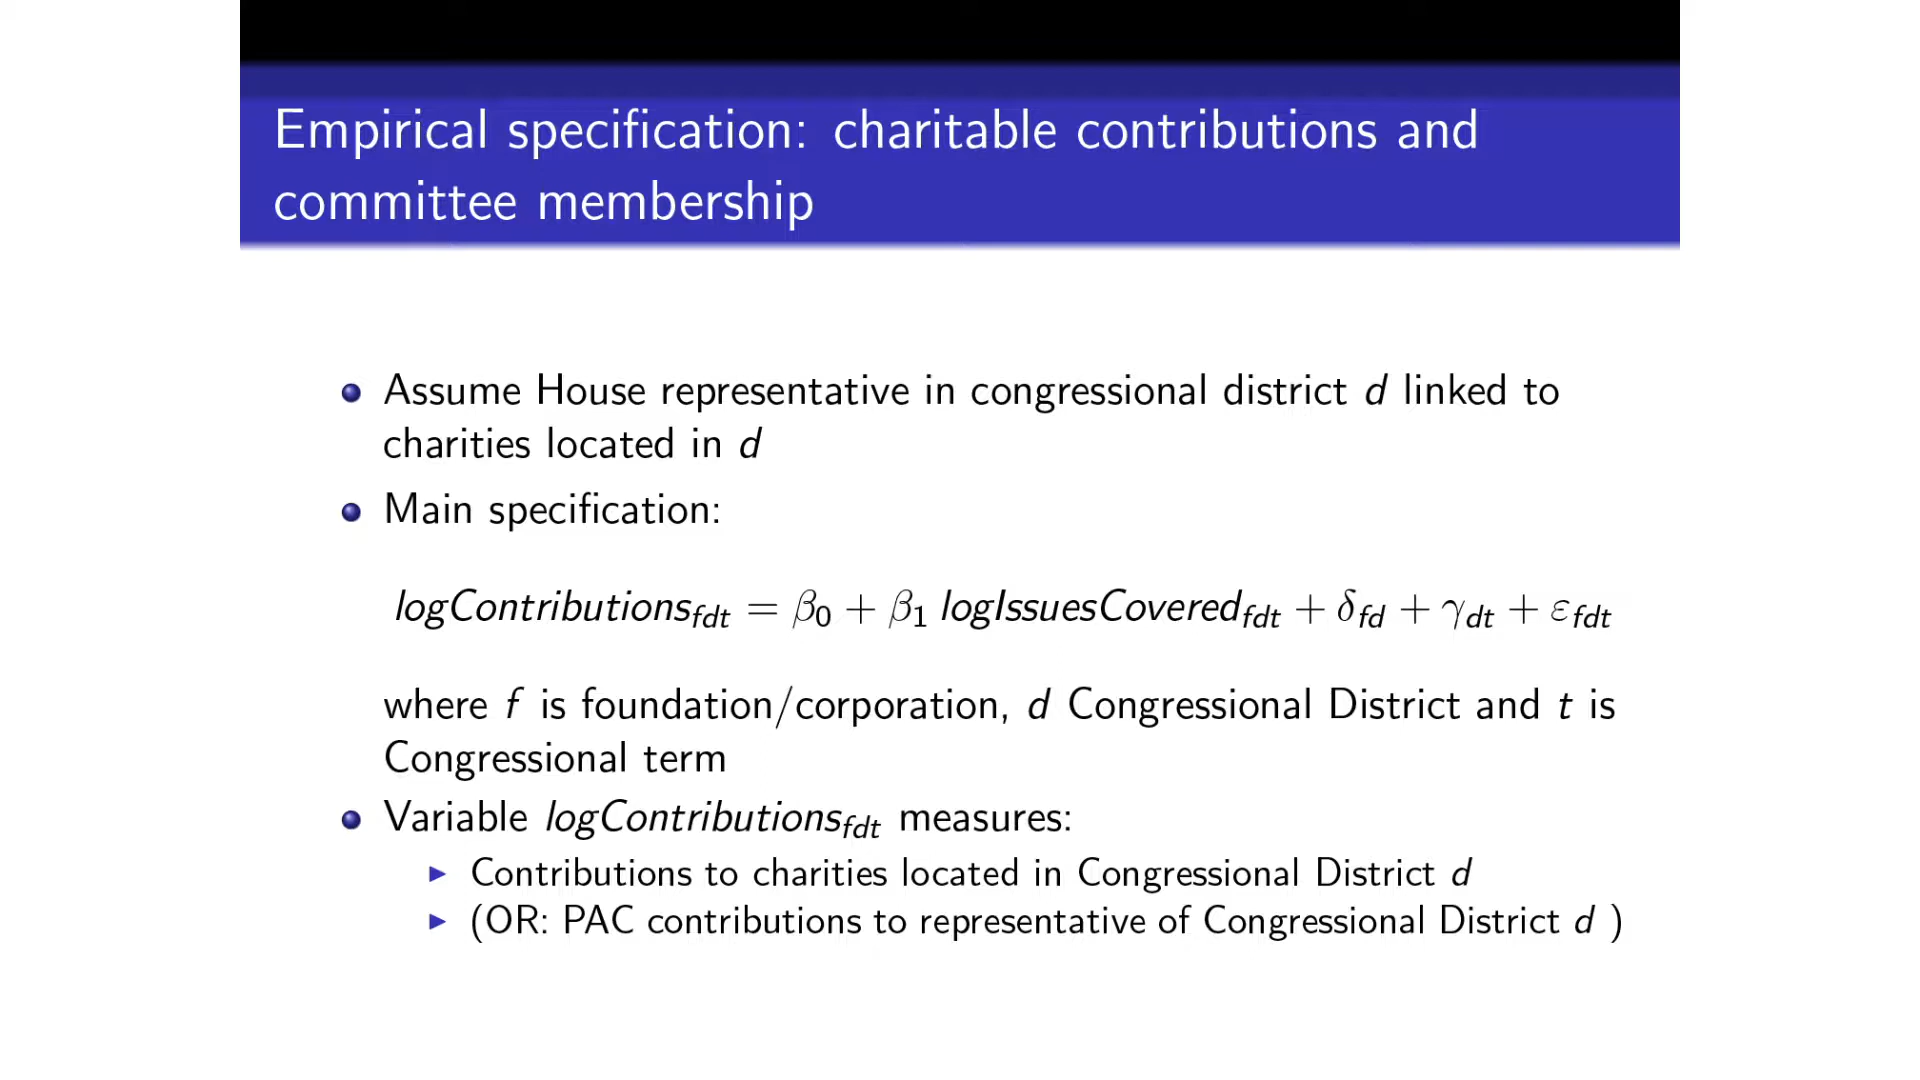 Empirical specification: charitable contributions and
committee membership
Assume House representative in congressional district d linked to
charities located in d
Main specification:
logContributions_fdt = β₀ + β₁ logIssuesCovered_fdt + δ_fd + γ_dt + ε_fdt
where f is foundation/corporation, d Congressional District and t is
Congressional term
Variable logContributions_fdt measures:
Contributions to charities located in Congressional District d
(OR: PAC contributions to representative of Congressional District d )